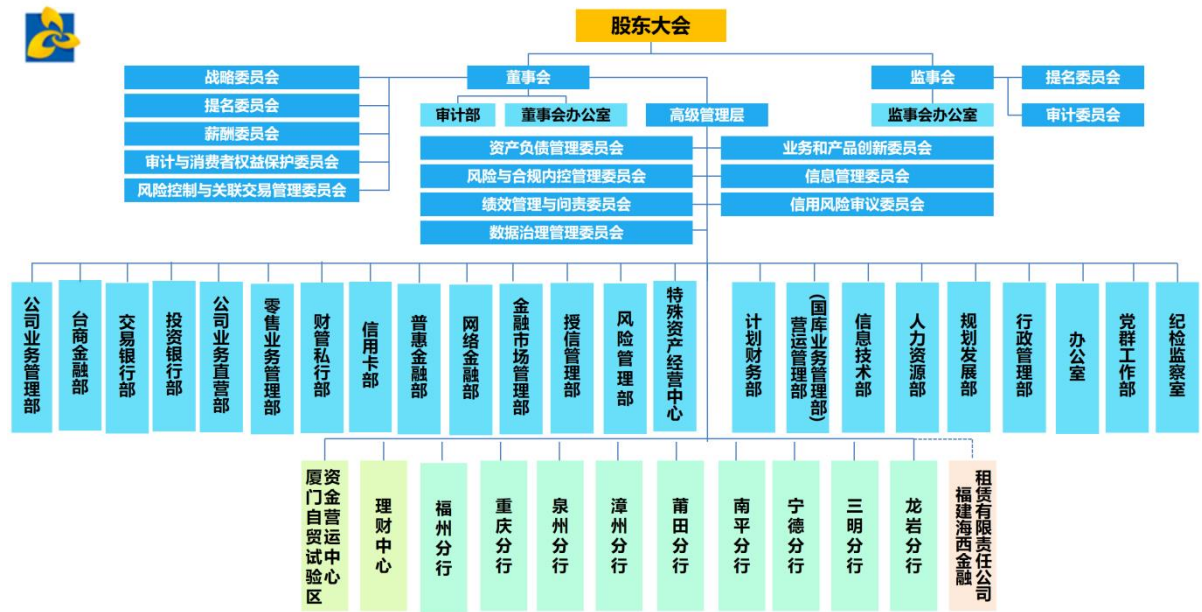 股东大会
董事会
监事会
战略委员会
提名委员会
薪酬委员会
审计与消费者权益保护委员会
风险控制与关联交易管理委员会
审计部
董事会办公室
高级管理层
监事会办公室
提名委员会
审计委员会
资产负债管理委员会
业务和产品创新委员会
风险与合规内控管理委员会
信息管理委员会
绩效管理与问责委员会
信用风险审议委员会
数据治理管理委员会
公司业务管理部
台商金融部
交易银行部
投资银行部
公司业务直营部
零售业务管理部
财管私行部
信用卡部
普惠金融部
网络金融部
金融市场管理部
授信管理部
风险管理部
特殊资产经营中心
计划财务部
(国库业务管理部)
营运管理部
信息技术部
人力资源部
规划发展部
行政管理部
办公室
党群工作部
纪检监察室
资金营运中心
厦门自贸试验区
理财中心
福州分行
重庆分行
泉州分行
漳州分行
莆田分行
南平分行
宁德分行
三明分行
龙岩分行
租赁有限责任公司
福建海西金融